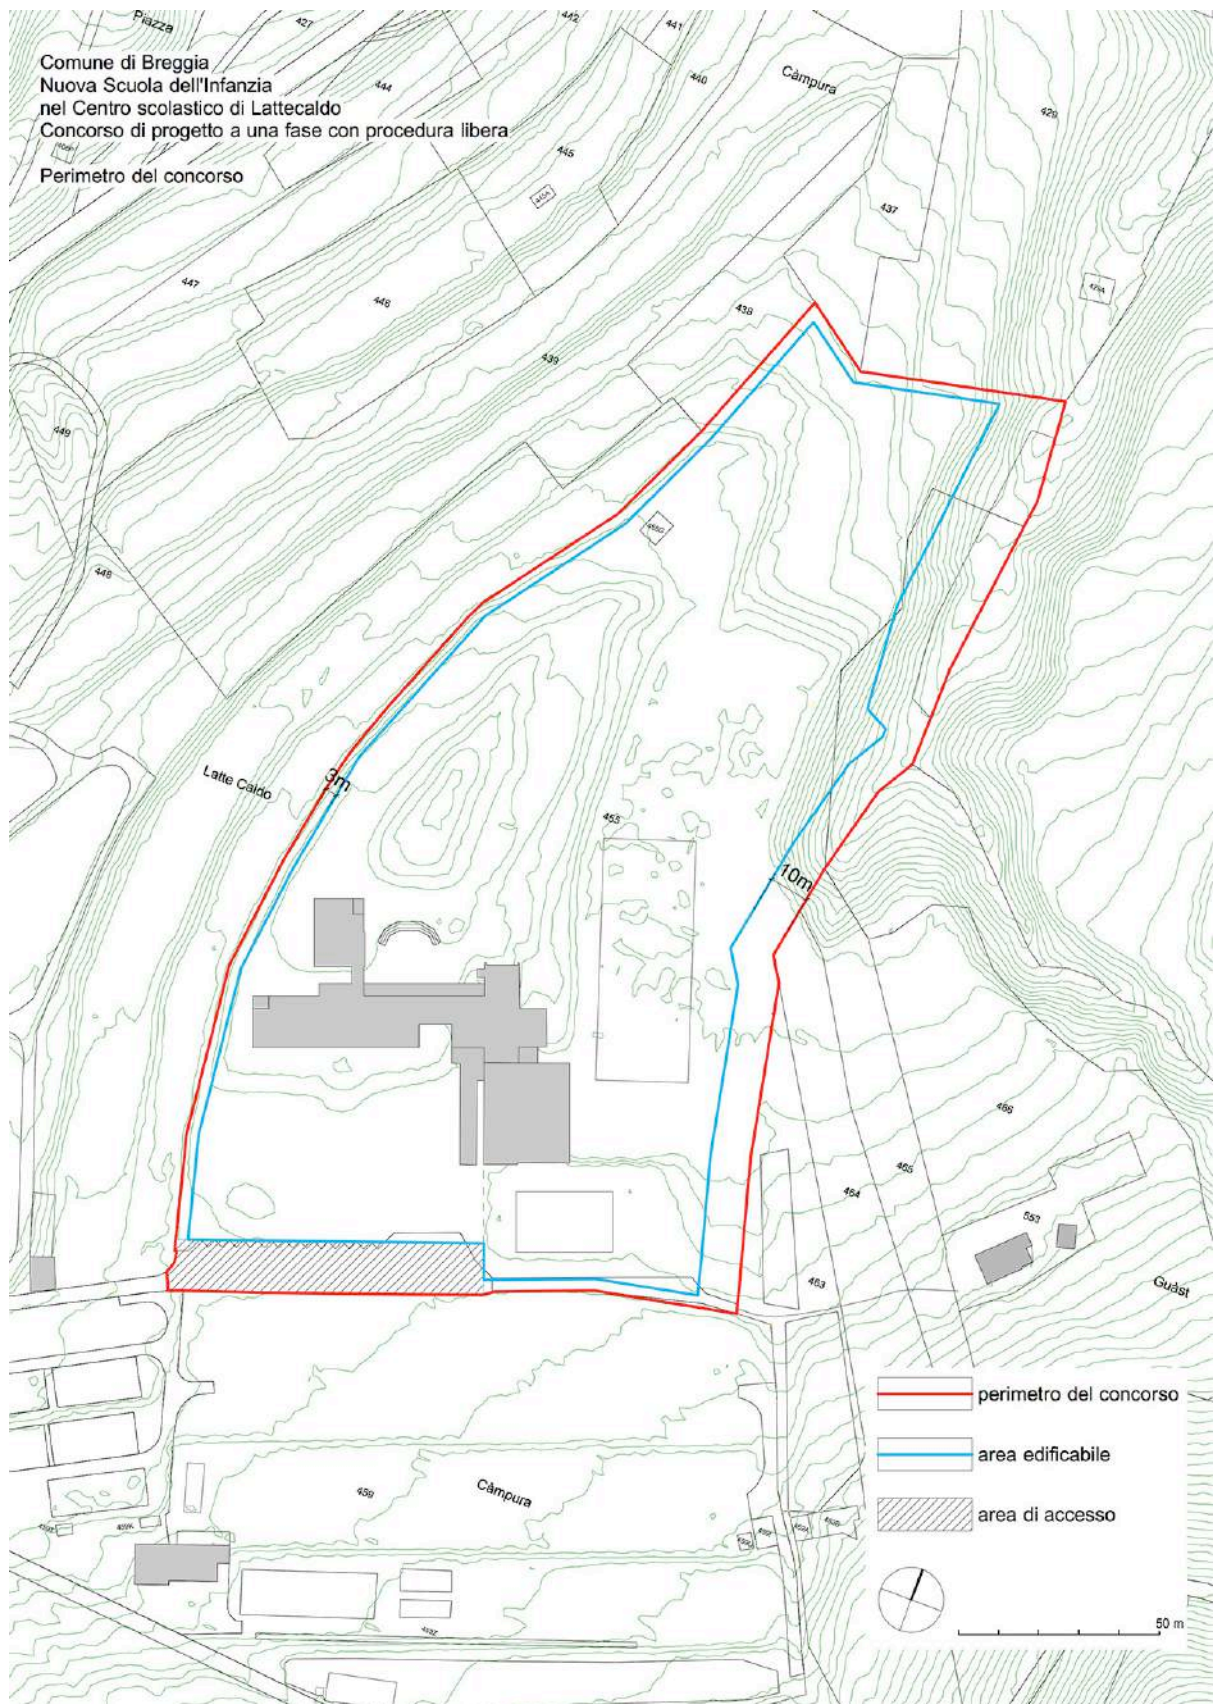 Piazza
427
442
441
Comune di Breggia
Nuova Scuola dell'Infanzia
nel Centro scolastico di Lattecaldo
Concorso di progetto a una fase con procedura libera
Perimetro del concorso
444
440
Càmpura
429
445
445A
437
447
446
438
429A
439
449
455G
448
Latte Caldo
3m
455
10m
466
465
464
553
463
Guàst
perimetro del concorso
area edificabile
459
Càmpura
area di accesso
50 m